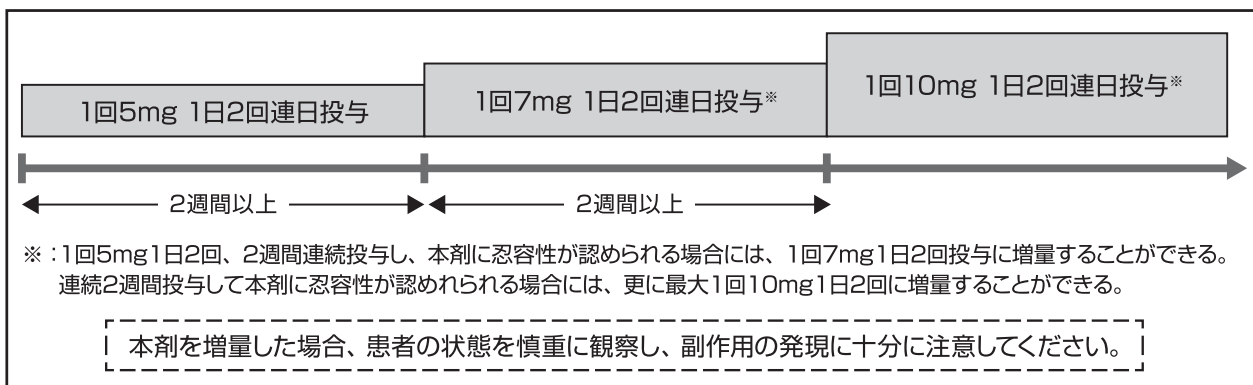 1回5mg 1日2回連日投与
1回7mg 1日2回連日投与※
1回10mg 1日2回連日投与※
2週間以上
2週間以上
※:1回5mg1日2回、2週間連続投与し、本剤に忍容性が認められる場合には、1回7mg1日2回投与に増量することができる。
連続2週間投与して本剤に忍容性が認めれられる場合には、更に最大1回10mg1日2回に増量することができる。
本剤を増量した場合、患者の状態を慎重に観察し、副作用の発現に十分に注意してください。